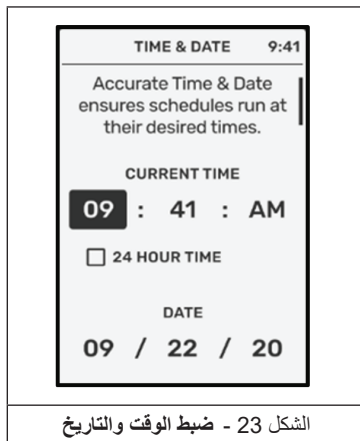 TIME & DATE 9:41
Accurate Time & Date
ensures schedules run at
their desired times.
CURRENT TIME
09 : 41 : AM
24 HOUR TIME
DATE
09 / 22 / 20
الشكل 23 - ضبط الوقت والتاريخ